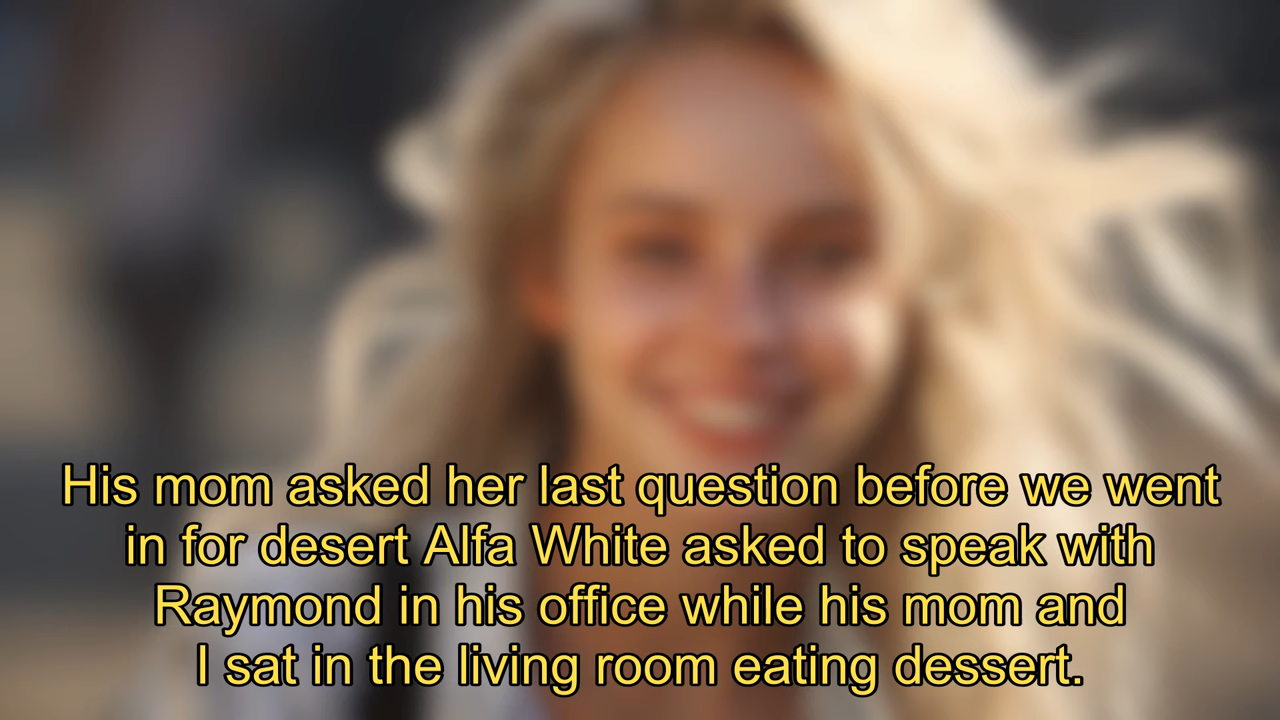 His mom asked her last question before we went
in for desert Alfa White asked to speak with
Raymond in his office while his mom and
I sat in the living room eating dessert.